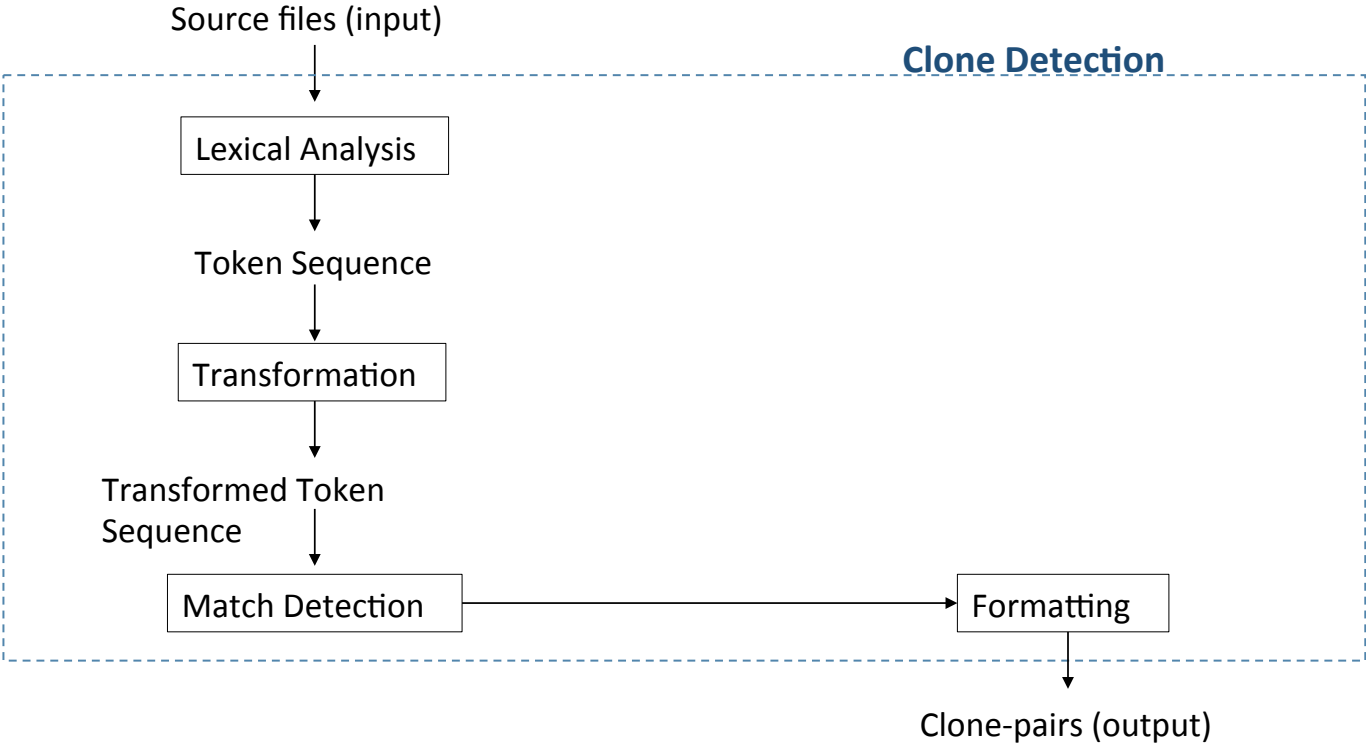 Source files (input)
Clone Detection
Lexical Analysis
Token Sequence
Transformation
Transformed Token
Sequence
Match Detection
Formatting
Clone-pairs (output)